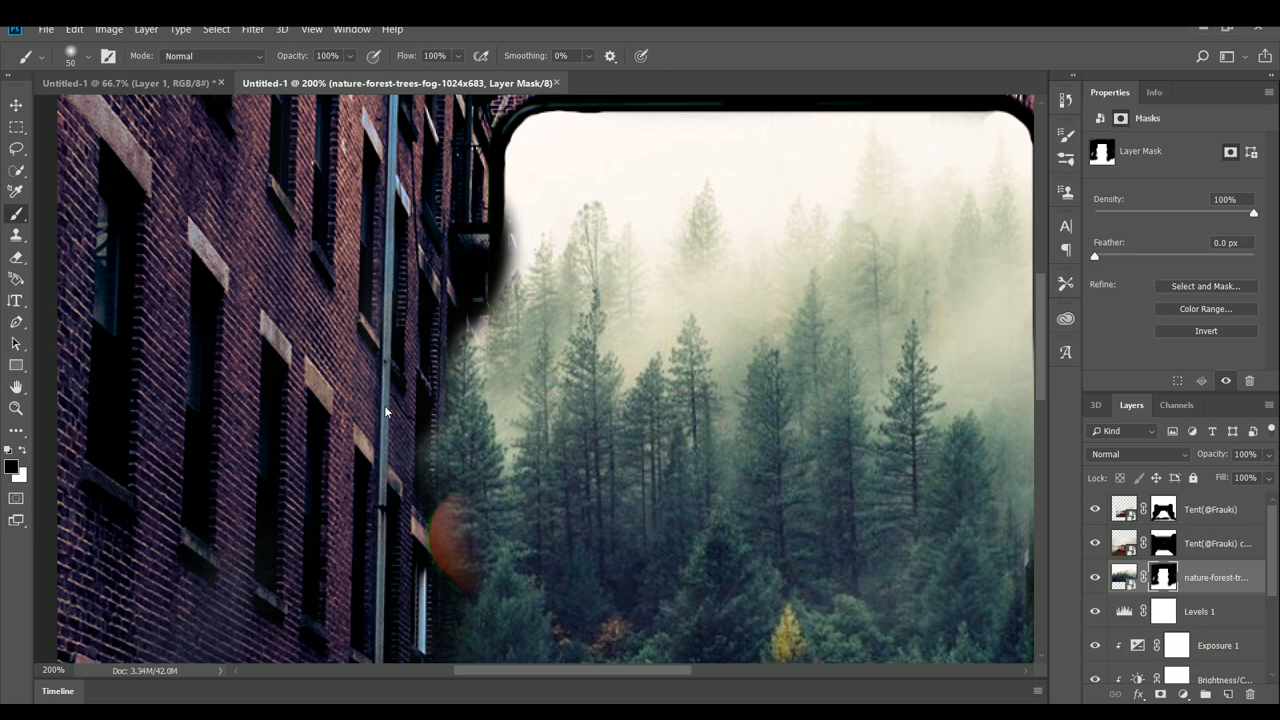 Ps File Edit Image Layer Type Select Filter 3D View Window Help
50 Mode: Normal Opacity: 100% Flow: 100% Smoothing: 0%
Untitled-1 @ 66.7% (Layer 1, RGB/8#) * × Untitled-1 @ 200% (nature-forest-trees-fog-1024x683, Layer Mask/8) ×
Properties Info
Masks
Layer Mask
Density: 100%
Feather: 0.0 px
Refine: Select and Mask...
Color Range...
Invert
3D Layers Channels
Kind
Normal Opacity: 100%
Lock: Fill: 100%
Tent(@Frauki)
Tent(@Frauki) c...
nature-forest-tr...
Levels 1
Exposure 1
Brightness/C...
200% Doc: 3.34M/42.0M
Timeline